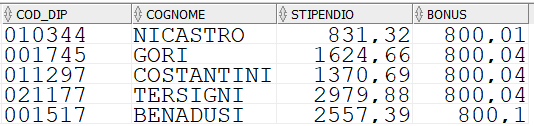 COD_DIP COGNOME STIPENDIO BONUS
010344 NICASTRO 831,32 800,01
001745 GORI 1624,66 800,04
011297 COSTANTINI 1370,69 800,04
021177 TERSIGNI 2979,88 800,04
001517 BENADUSI 2557,39 800,1